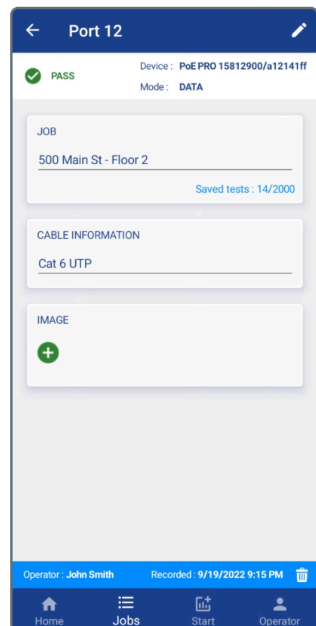 Port 12
PASS
Device : PoE PRO 15812900/a12141ff
Mode : DATA
JOB
500 Main St - Floor 2
Saved tests : 14/2000
CABLE INFORMATION
Cat 6 UTP
IMAGE
Operator : John Smith Recorded : 9/19/2022 9:15 PM
Home Jobs Start Operator